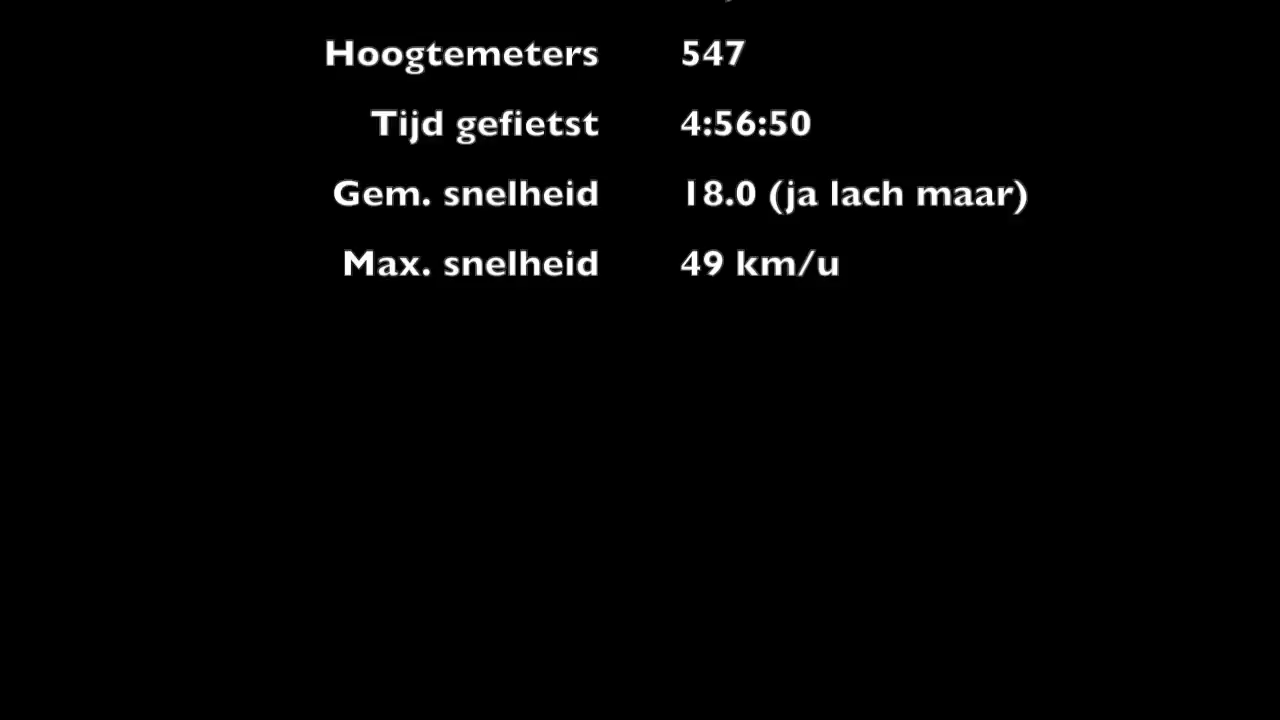 Hoogtemeters 547
Tijd gefietst 4:56:50
Gem. snelheid 18.0 (ja lach maar)
Max. snelheid 49 km/u